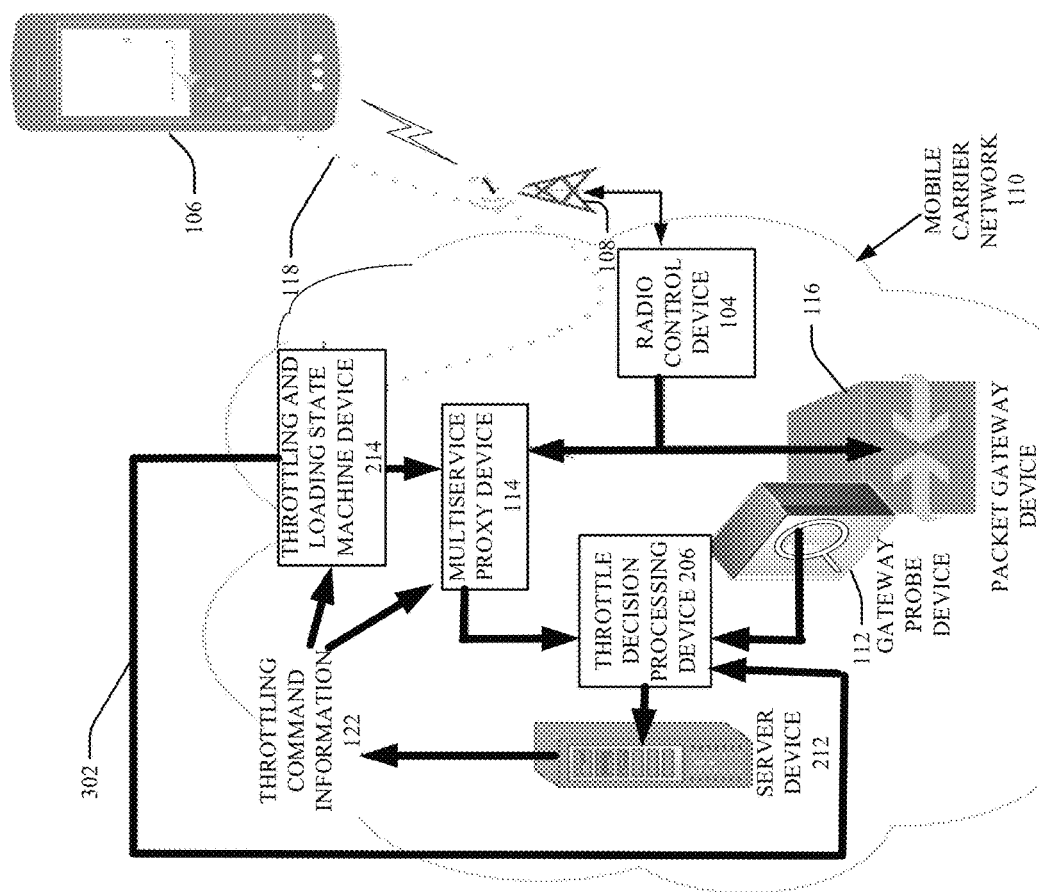 302
106
118
THROTTLING
COMMAND
INFORMATION
122
THROTTLING AND
LOADING STATE
MACHINE DEVICE
214
MULTISERVICE
PROXY DEVICE
114
108
RADIO
CONTROL
DEVICE
104
THROTTLE
DECISION
PROCESSING
DEVICE 206
SERVER
DEVICE
212
116
112
GATEWAY
PROBE
DEVICE
MOBILE
CARRIER
NETWORK
110
PACKET GATEWAY
DEVICE